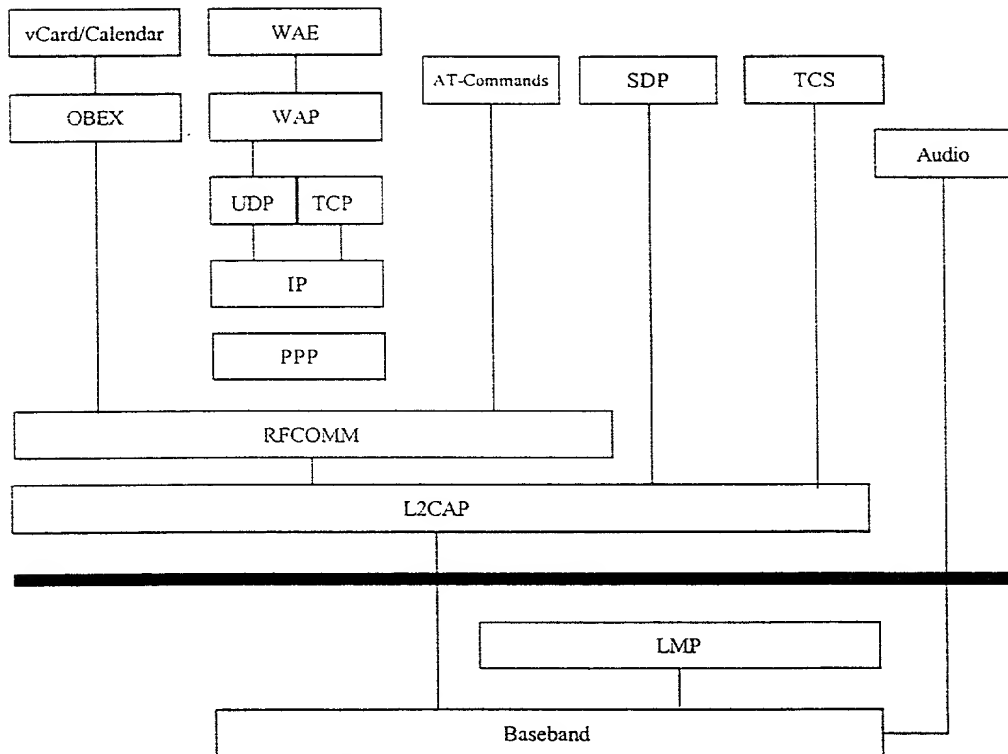 vCard/Calendar
WAE
AT-Commands
SDP
TCS
OBEX
WAP
Audio
UDP
TCP
IP
PPP
RFCOMM
L2CAP
LMP
Baseband